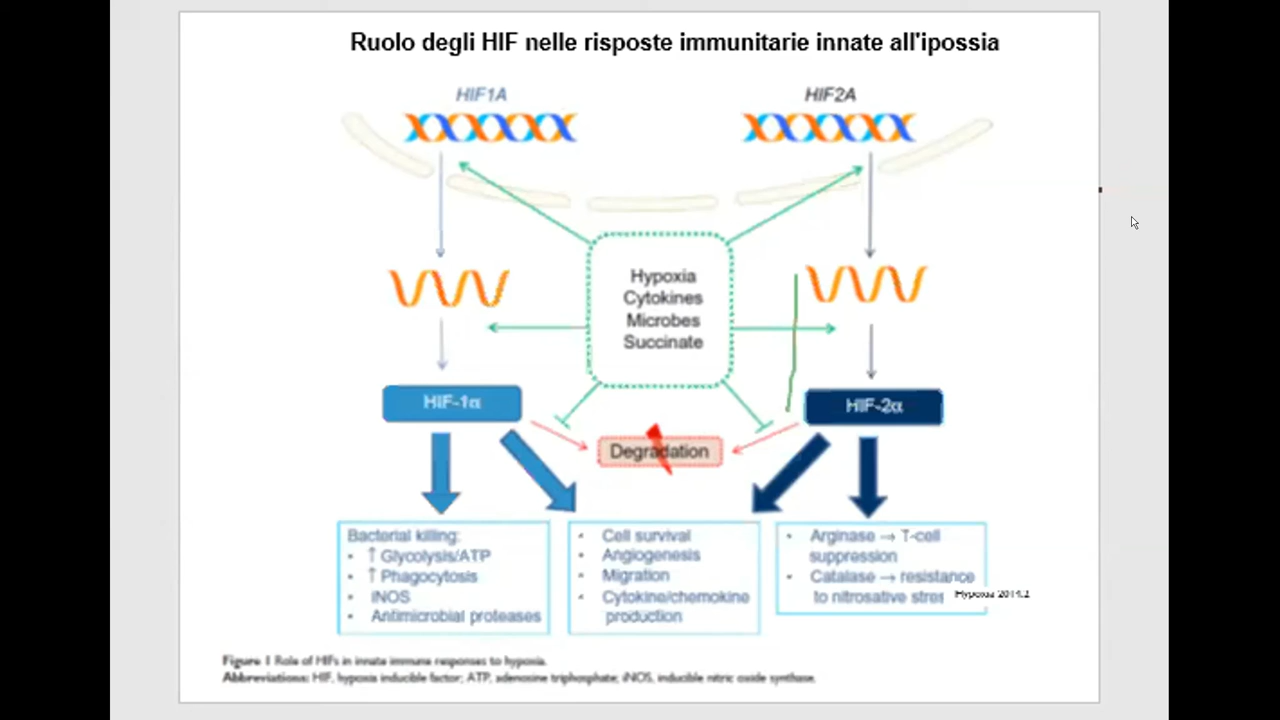 Ruolo degli HIF nelle risposte immunitarie innate all'ipossia
HIF1A
HIF2A
Hypoxia
Cytokines
Microbes
Succinate
HIF-1α
HIF-2α
Degradation
Bacterial killing:
• ↑ Glycolysis/ATP
• ↑ Phagocytosis
• iNOS
• Antimicrobial proteases
• Cell survival
• Angiogenesis
• Migration
• Cytokine/chemokine
production
• Arginase → T-cell
suppression
• Catalase → resistance
to nitrosative stres
Hypoxia 2014:2
Figure 1 Role of HIFs in innate immune responses to hypoxia.
Abbreviations: HIF, hypoxia inducible factor; ATP, adenosine triphosphate; iNOS, inducible nitric oxide synthase.